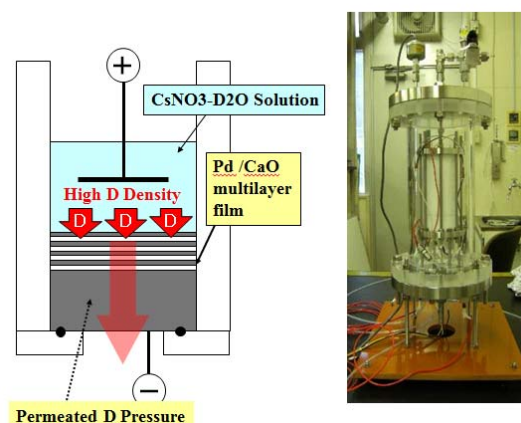 +
CsNO3-D2O Solution
High D Density
D D D
Pd /CaO
multilayer
film
−
Permeated D Pressure